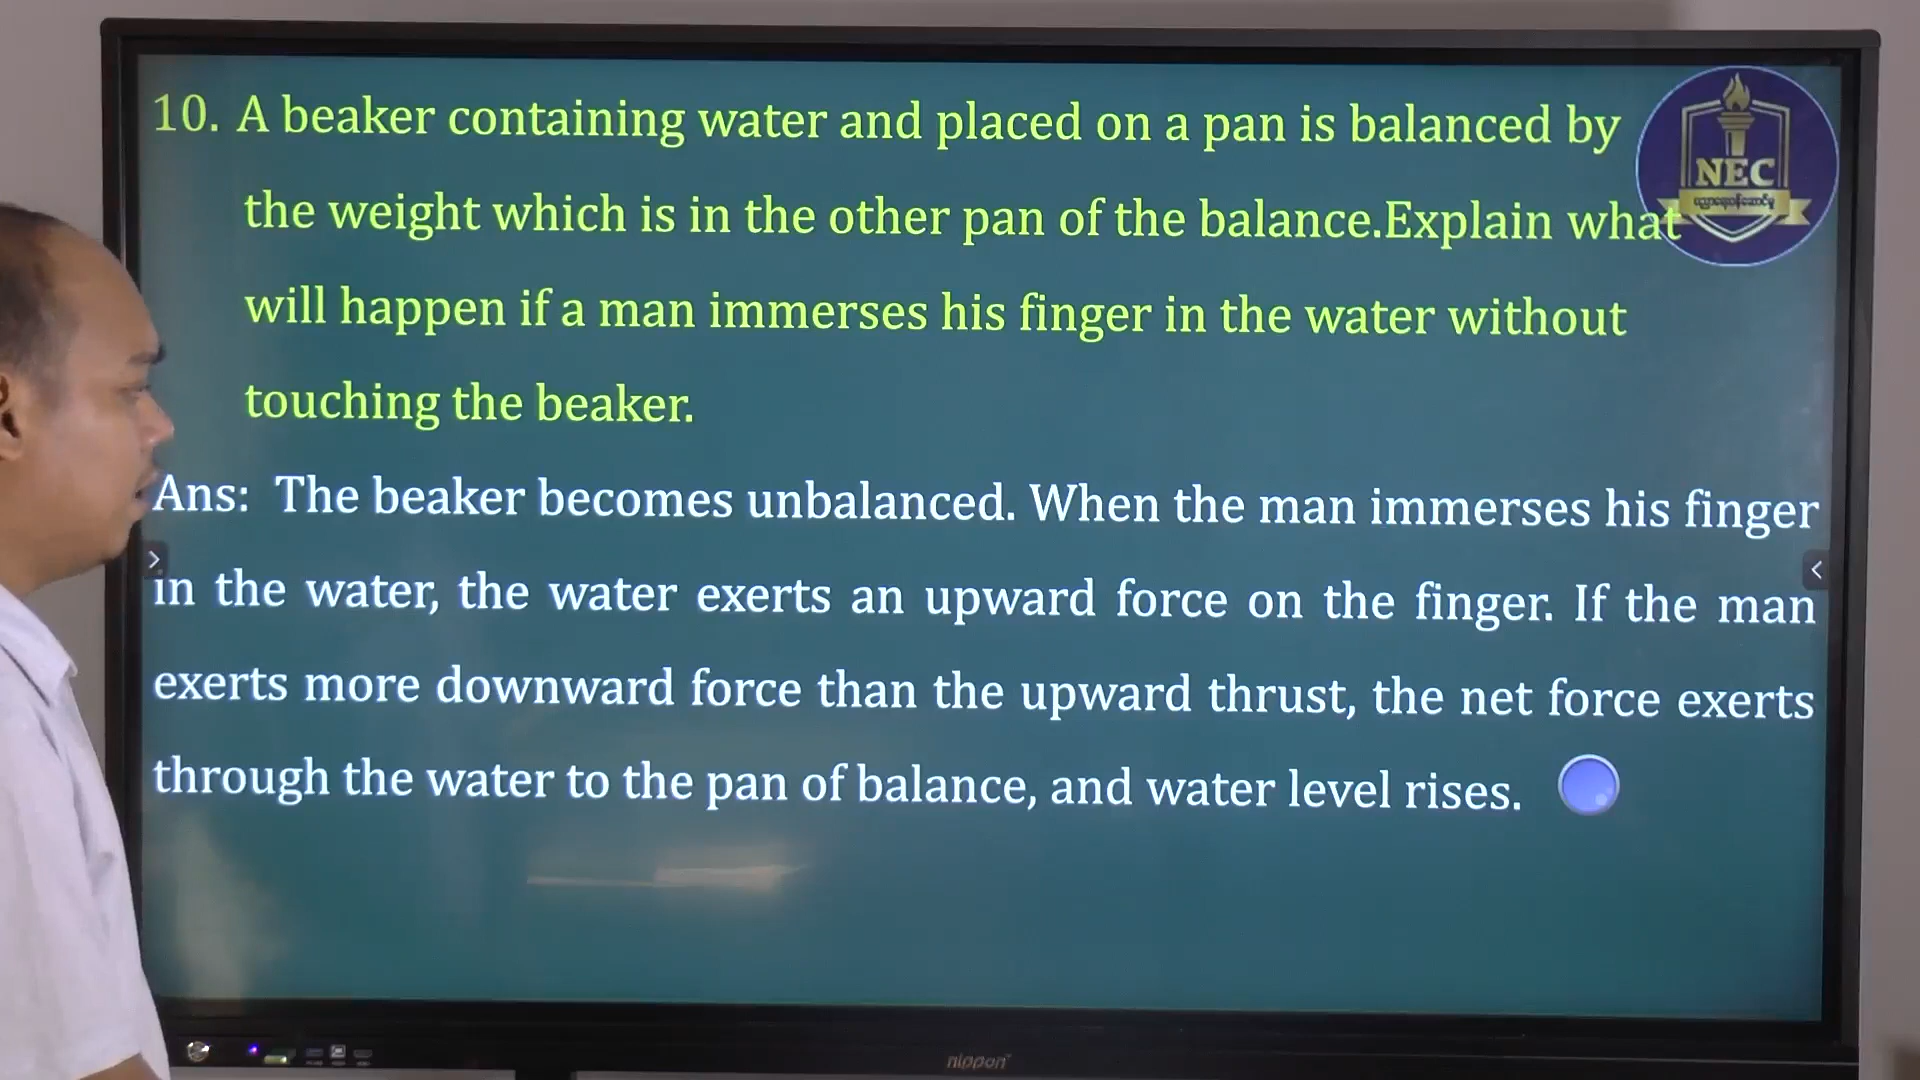 10. A beaker containing water and placed on a pan is balanced by
the weight which is in the other pan of the balance.Explain what
will happen if a man immerses his finger in the water without
touching the beaker.
Ans: The beaker becomes unbalanced. When the man immerses his finger
in the water, the water exerts an upward force on the finger. If the man
exerts more downward force than the upward thrust, the net force exerts
through the water to the pan of balance, and water level rises.
NEC
nippon